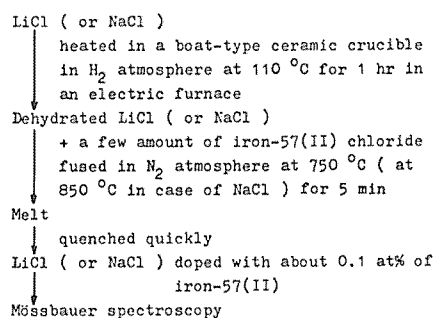 LiCl ( or NaCl )
heated in a boat-type ceramic crucible
in H2 atmosphere at 110 °C for 1 hr in
an electric furnace
Dehydrated LiCl ( or NaCl )
+ a few amount of iron-57(II) chloride
fused in N2 atmosphere at 750 °C ( at
850 °C in case of NaCl ) for 5 min
Melt
quenched quickly
LiCl ( or NaCl ) doped with about 0.1 at% of
iron-57(II)
Mössbauer spectroscopy